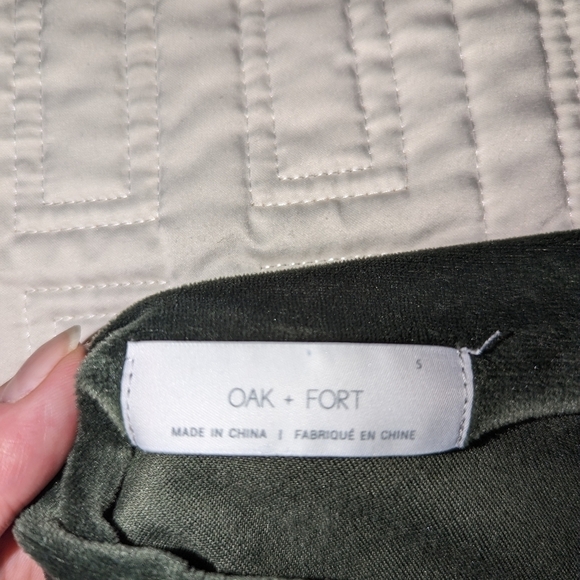 S
OAK + FORT
MADE IN CHINA | FABRIQUÉ EN CHINE